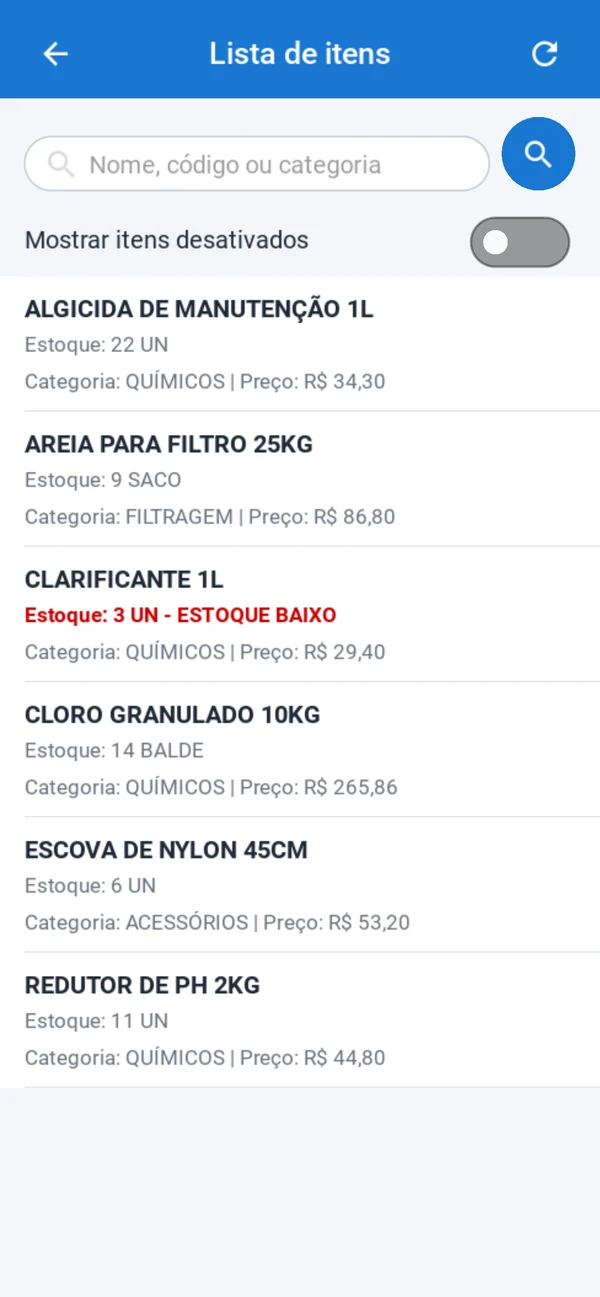 Lista de itens
Nome, código ou categoria
Mostrar itens desativados
ALGICIDA DE MANUTENÇÃO 1L
Estoque: 22 UN
Categoria: QUÍMICOS | Preço: R$ 34,30
AREIA PARA FILTRO 25KG
Estoque: 9 SACO
Categoria: FILTRAGEM | Preço: R$ 86,80
CLARIFICANTE 1L
Estoque: 3 UN - ESTOQUE BAIXO
Categoria: QUÍMICOS | Preço: R$ 29,40
CLORO GRANULADO 10KG
Estoque: 14 BALDE
Categoria: QUÍMICOS | Preço: R$ 265,86
ESCOVA DE NYLON 45CM
Estoque: 6 UN
Categoria: ACESSÓRIOS | Preço: R$ 53,20
REDUTOR DE PH 2KG
Estoque: 11 UN
Categoria: QUÍMICOS | Preço: R$ 44,80